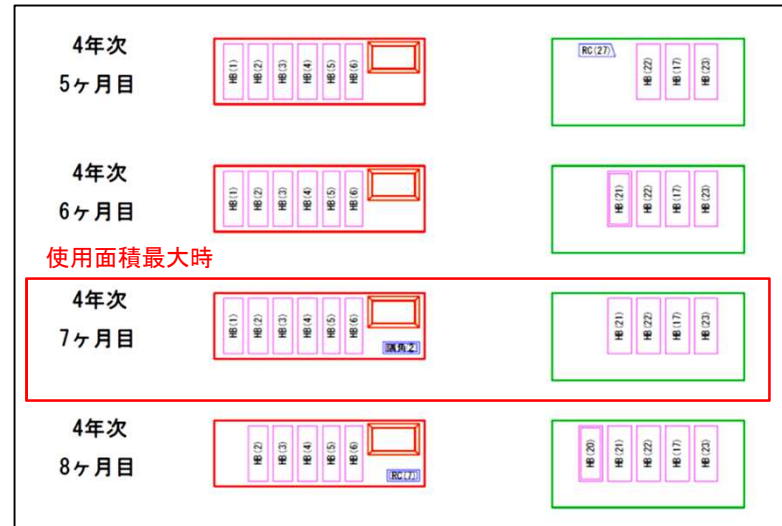 4年次
5ヶ月目
HB(1)
HB(2)
HB(3)
HB(4)
HB(5)
HB(6)
RC(27)
HB(22)
HB(17)
HB(23)
4年次
6ヶ月目
HB(1)
HB(2)
HB(3)
HB(4)
HB(5)
HB(6)
HB(21)
HB(22)
HB(17)
HB(23)
使用面積最大時
4年次
7ヶ月目
HB(1)
HB(2)
HB(3)
HB(4)
HB(5)
HB(6)
HB(21)
HB(22)
HB(17)
HB(23)
4年次
8ヶ月目
HB(2)
HB(3)
HB(4)
HB(5)
HB(6)
RC(7)
HB(20)
HB(21)
HB(22)
HB(17)
HB(23)